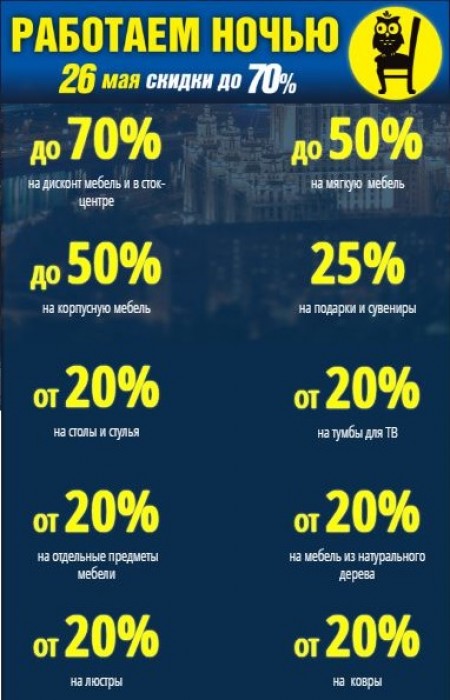 РАБОТАЕМ НОЧЬЮ
26 мая скидки до 70%
до 70%
на дисконт мебель и в сток-
центре
до 50%
на мягкую мебель
до 50%
на корпусную мебель
25%
на подарки и сувениры
от 20%
на столы и стулья
от 20%
на тумбы для ТВ
от 20%
на отдельные предметы
мебели
от 20%
на мебель из натурального
дерева
от 20%
на люстры
от 20%
на ковры